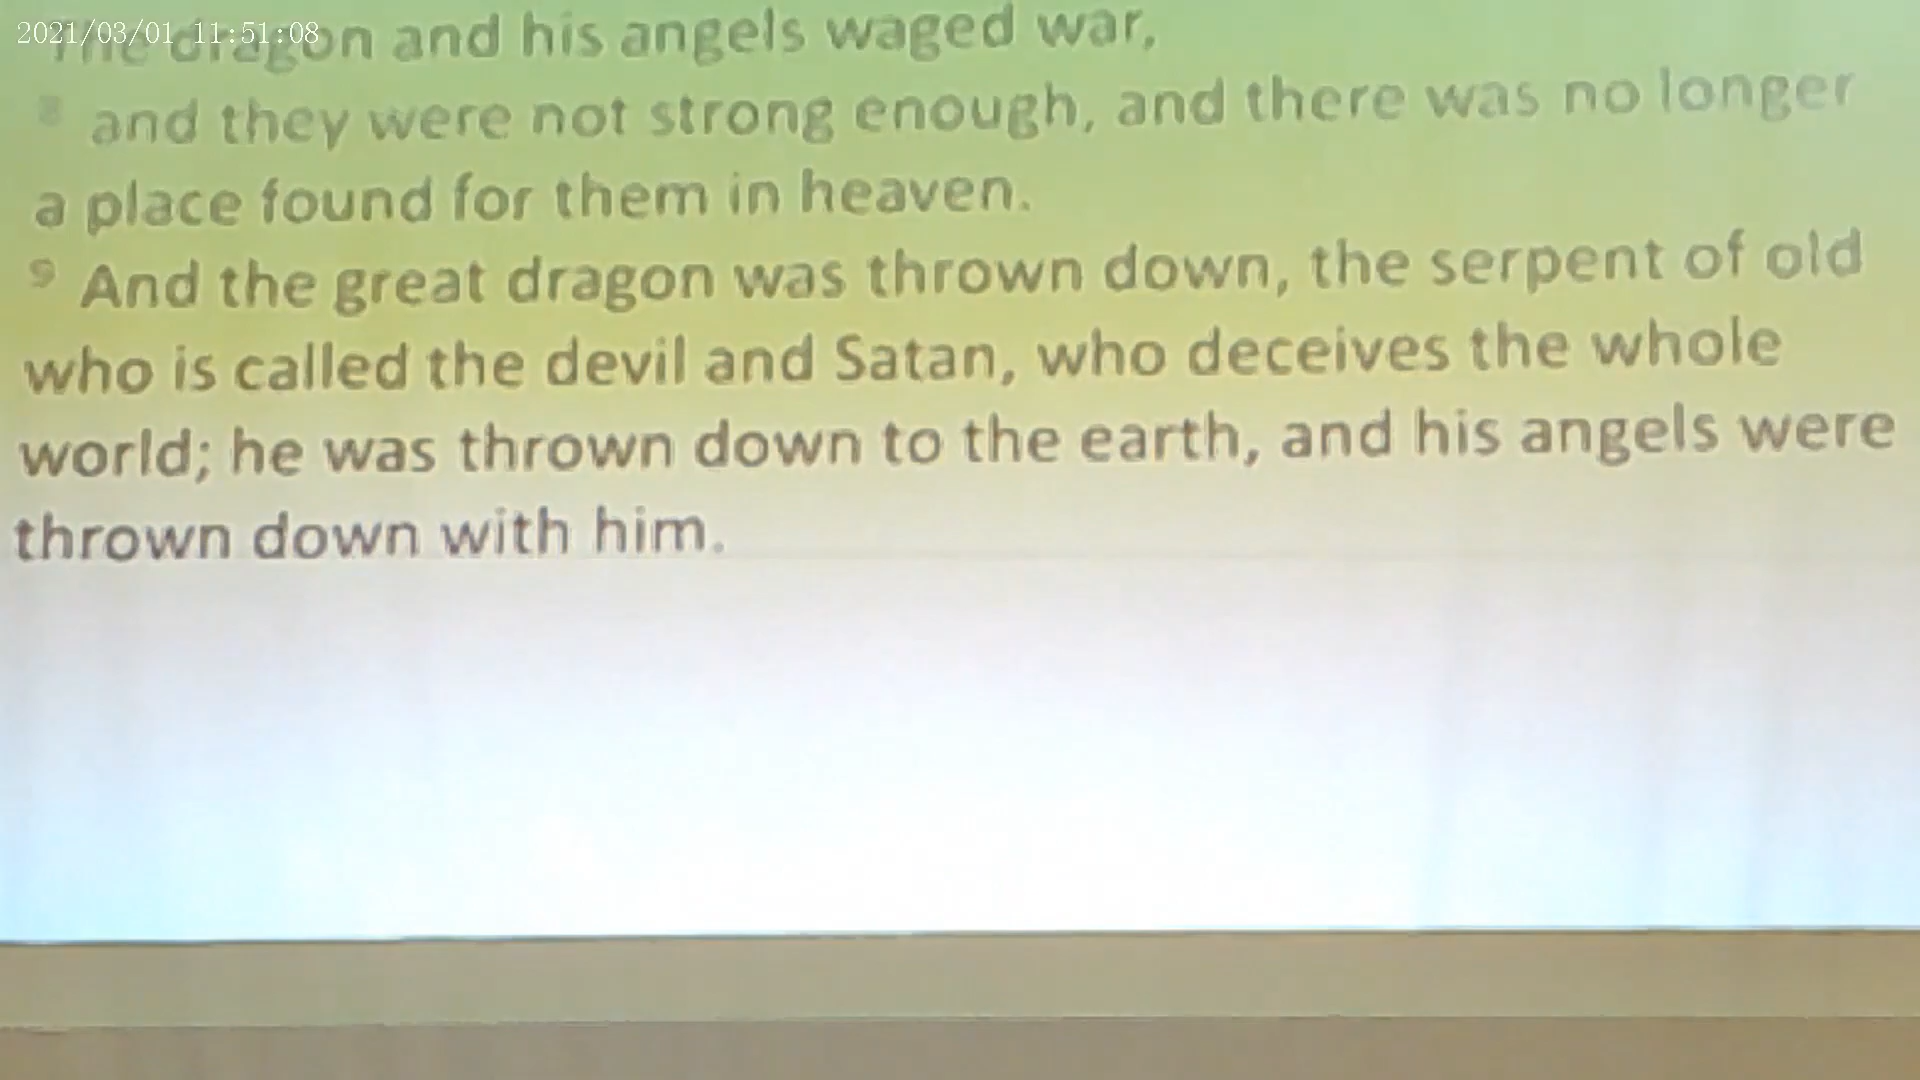 2021/03/01 11:51:08
The dragon and his angels waged war,
8 and they were not strong enough, and there was no longer
a place found for them in heaven.
9 And the great dragon was thrown down, the serpent of old
who is called the devil and Satan, who deceives the whole
world; he was thrown down to the earth, and his angels were
thrown down with him.